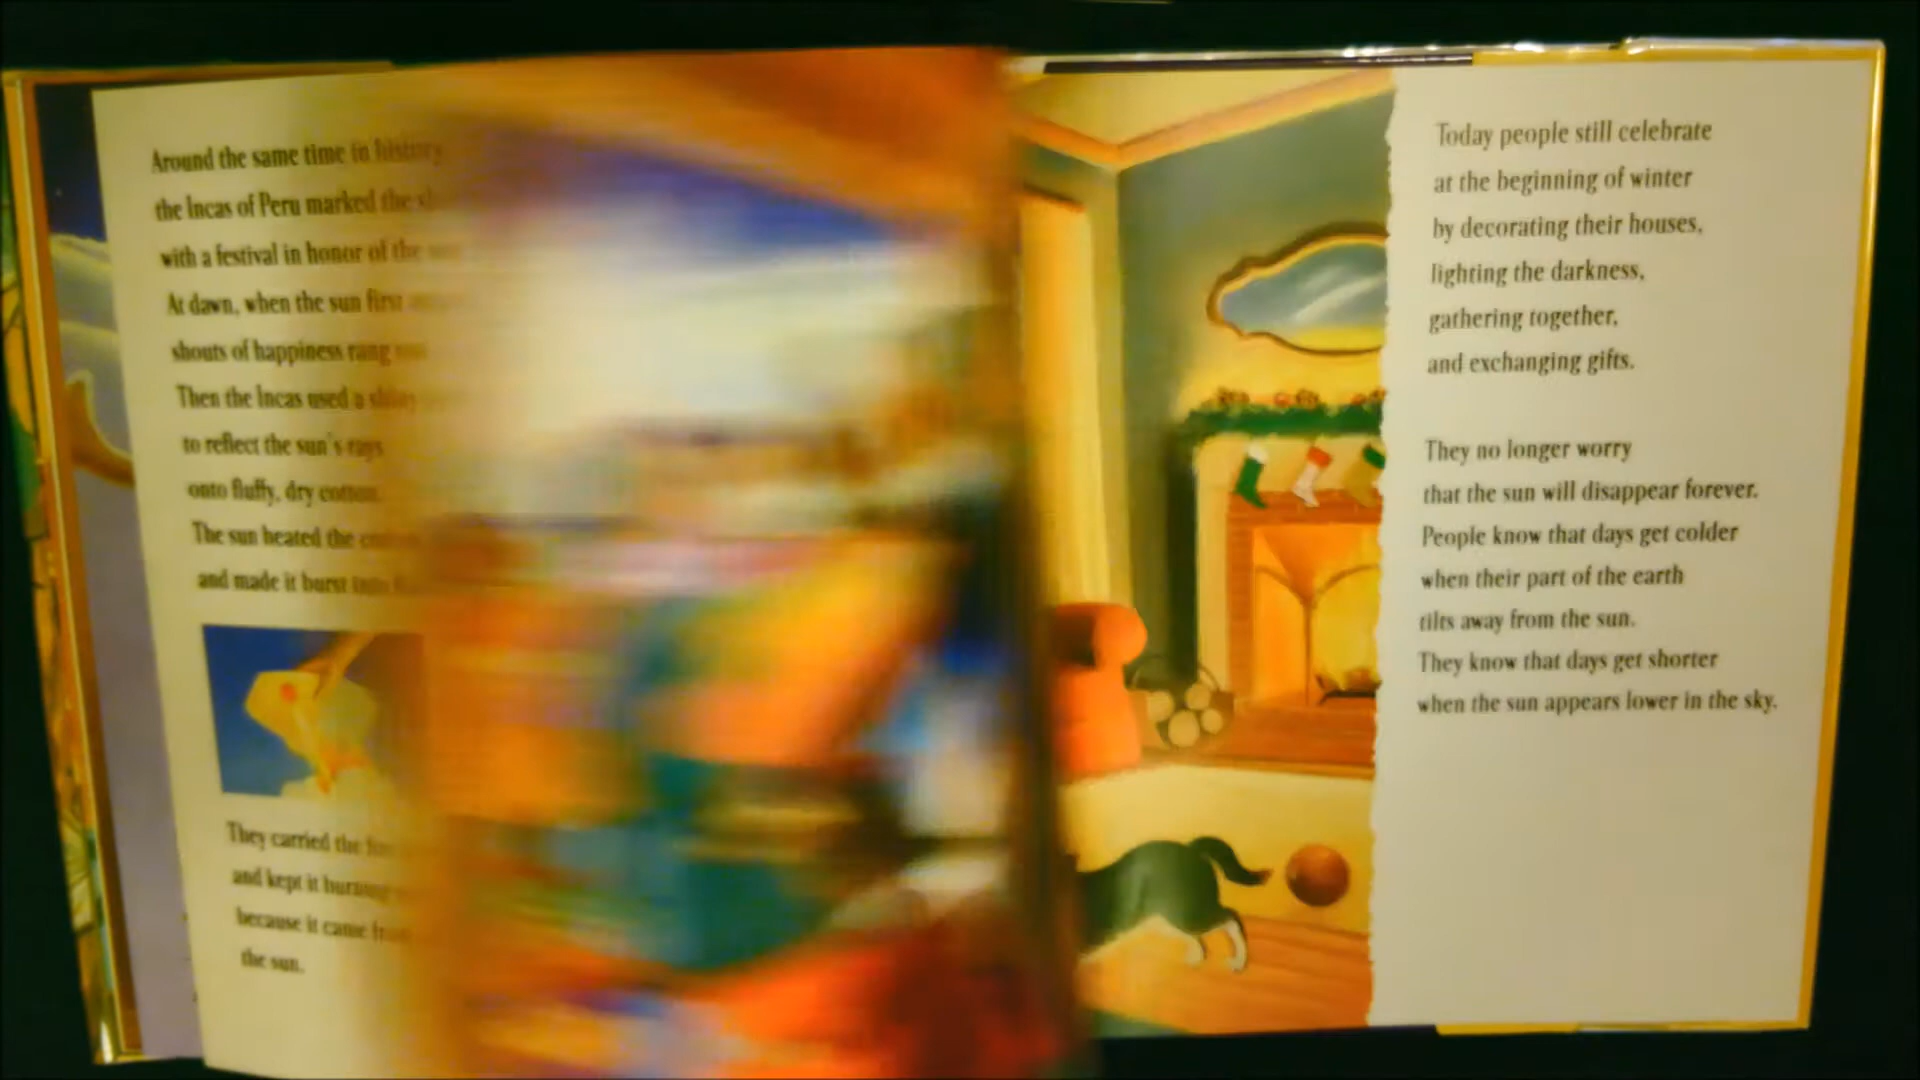 Around the same time in history
the Incas of Peru marked the
with a festival in honor of the
At dawn, when the sun first
shouts of happiness rang
Then the Incas used a shiny
to reflect the sun's rays
onto fluffy, dry cotton.
The sun heated the
and made it burst into
They carried the
and kept it burning
because it came from
the sun.
Today people still celebrate
at the beginning of winter
by decorating their houses,
lighting the darkness,
gathering together,
and exchanging gifts.
They no longer worry
that the sun will disappear forever.
People know that days get colder
when their part of the earth
tilts away from the sun.
They know that days get shorter
when the sun appears lower in the sky.